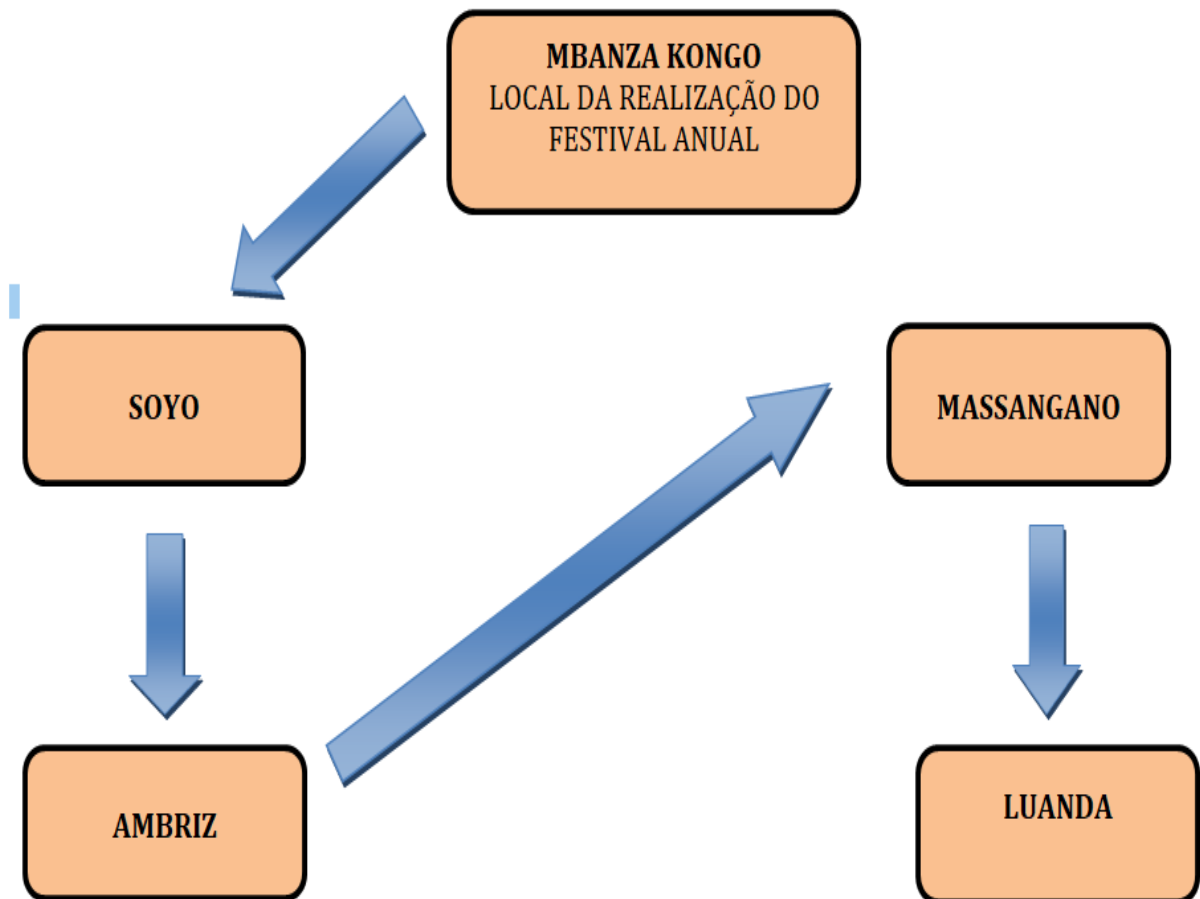 MBANZA KONGO
LOCAL DA REALIZAÇÃO DO
FESTIVAL ANUAL
SOYO
MASSANGANO
AMBRIZ
LUANDA